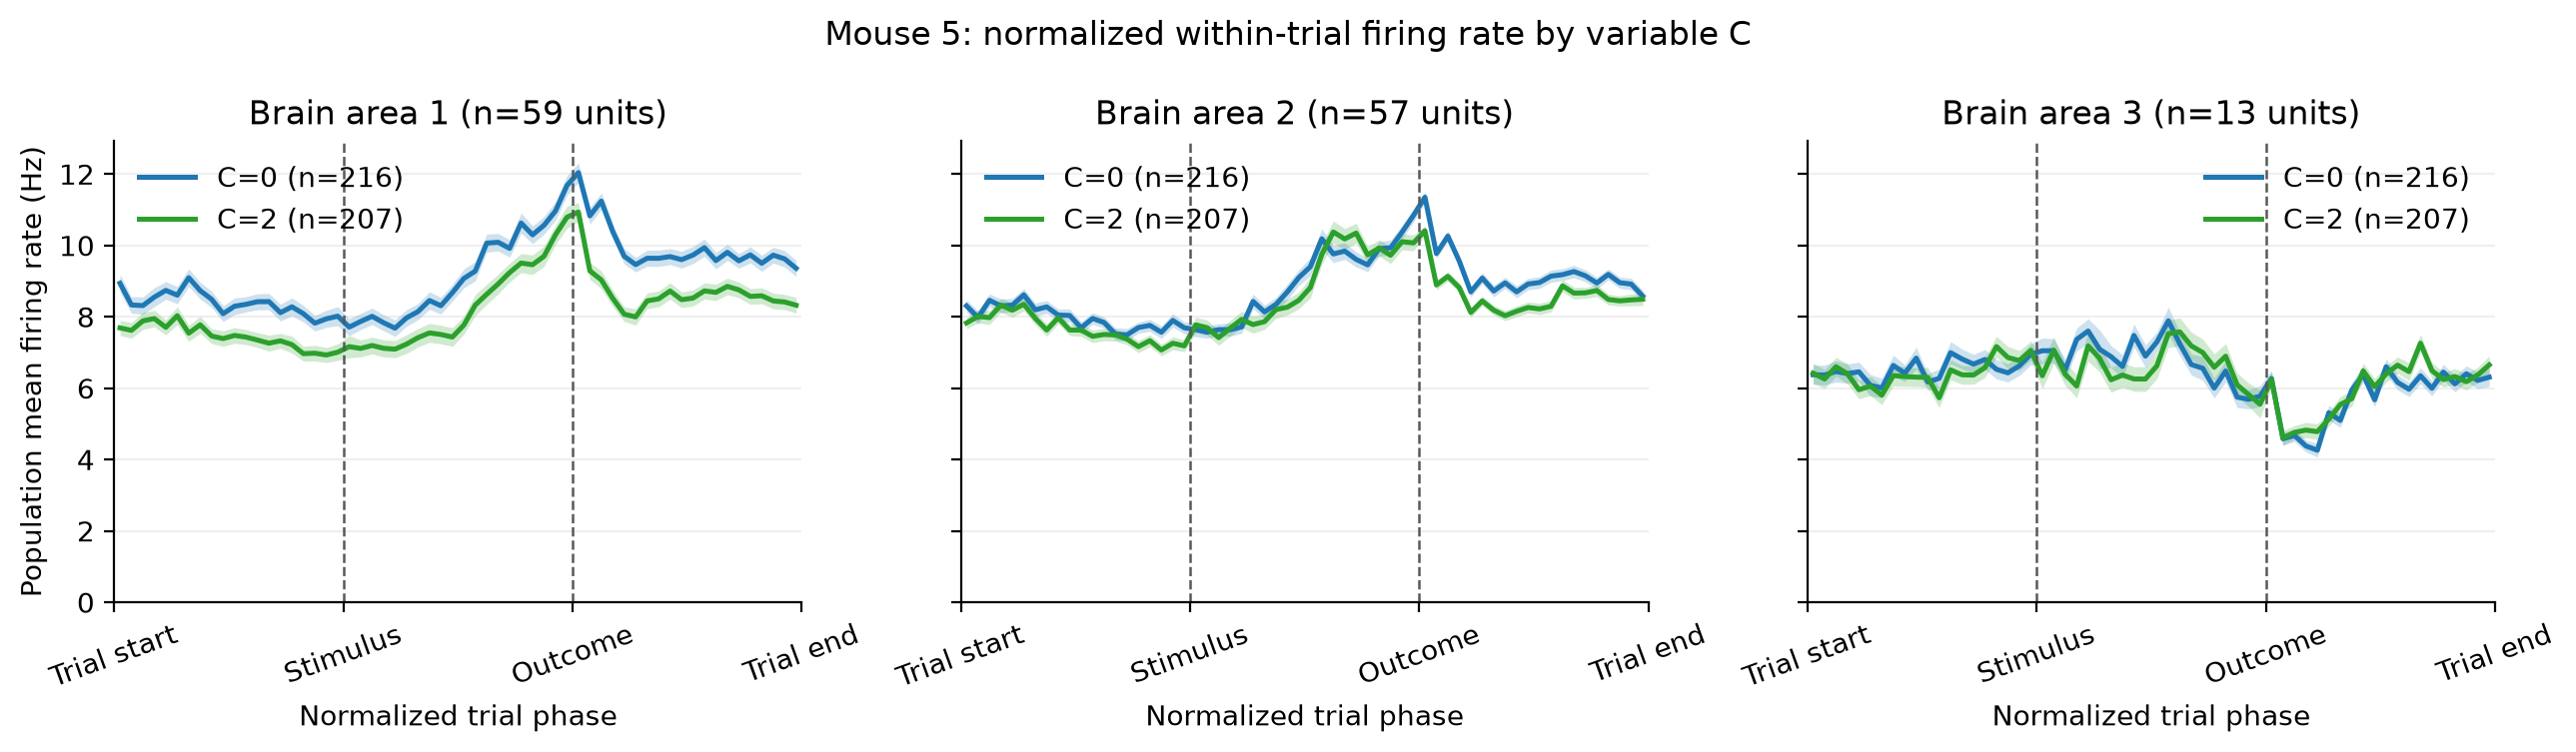 Mouse 5: normalized within-trial firing rate by variable C
Brain area 1 (n=59 units)
Population mean firing rate (Hz)
12
10
8
6
4
2
0
C=0 (n=216)
C=2 (n=207)
Trial start
Stimulus
Outcome
Trial end
Normalized trial phase
Brain area 2 (n=57 units)
C=0 (n=216)
C=2 (n=207)
Trial start
Stimulus
Outcome
Trial end
Normalized trial phase
Brain area 3 (n=13 units)
C=0 (n=216)
C=2 (n=207)
Trial start
Stimulus
Outcome
Trial end
Normalized trial phase